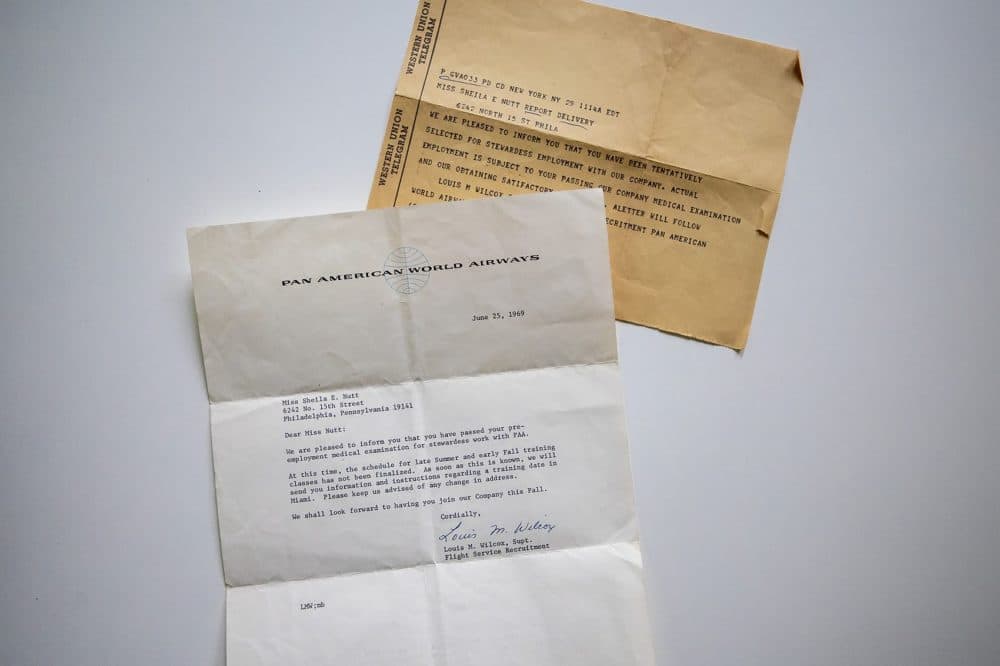 WESTERN UNION
TELEGRAM
WESTERN UNION
TELEGRAM
P GVA033 PD CD NEW YORK NY 29 1114A EDT
MISS SHEILA E NUTT REPORT DELIVERY
6242 NORTH 15 ST PHILA
WE ARE PLEASED TO INFORM YOU THAT YOU HAVE BEEN TENTATIVELY
SELECTED FOR STEWARDESS EMPLOYMENT WITH OUR COMPANY. ACTUAL
EMPLOYMENT IS SUBJECT TO YOUR PASSING OUR COMPANY MEDICAL EXAMINATION
AND OUR OBTAINING SATIFACTORY . ALETTER WILL FOLLOW
LOUIS M WILCOX RECRITMENT PAN AMERICAN
WORLD
PAN AMERICAN WORLD AIRWAYS
June 25, 1969
Miss Sheila E. Nutt
6242 No. 15th Street
Philadelphia, Pennsylvania 19141
Dear Miss Nutt:
We are pleased to inform you that you have passed your pre-
employment medical examination for stewardess work with PAA.
At this time, the schedule for late Summer and early Fall training
classes has not been finalized. As soon as this is known, we will
send you information and instructions regarding a training date in
Miami. Please keep us advised of any change in address.
We shall look forward to having you join our Company this Fall.
Cordially,
Louis M. Wilcox
Louis M. Wilcox, Supt.
Flight Service Recruitment
LMW;mb